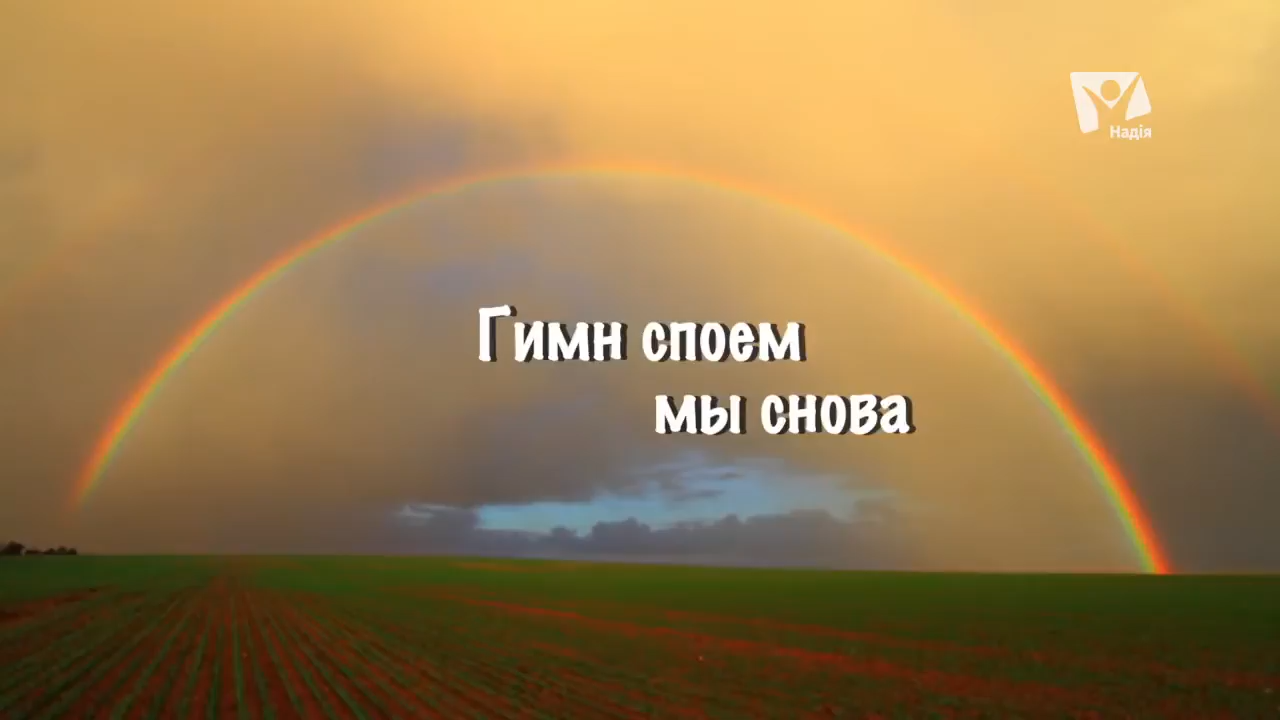 Надія
Гимн споем
мы снова